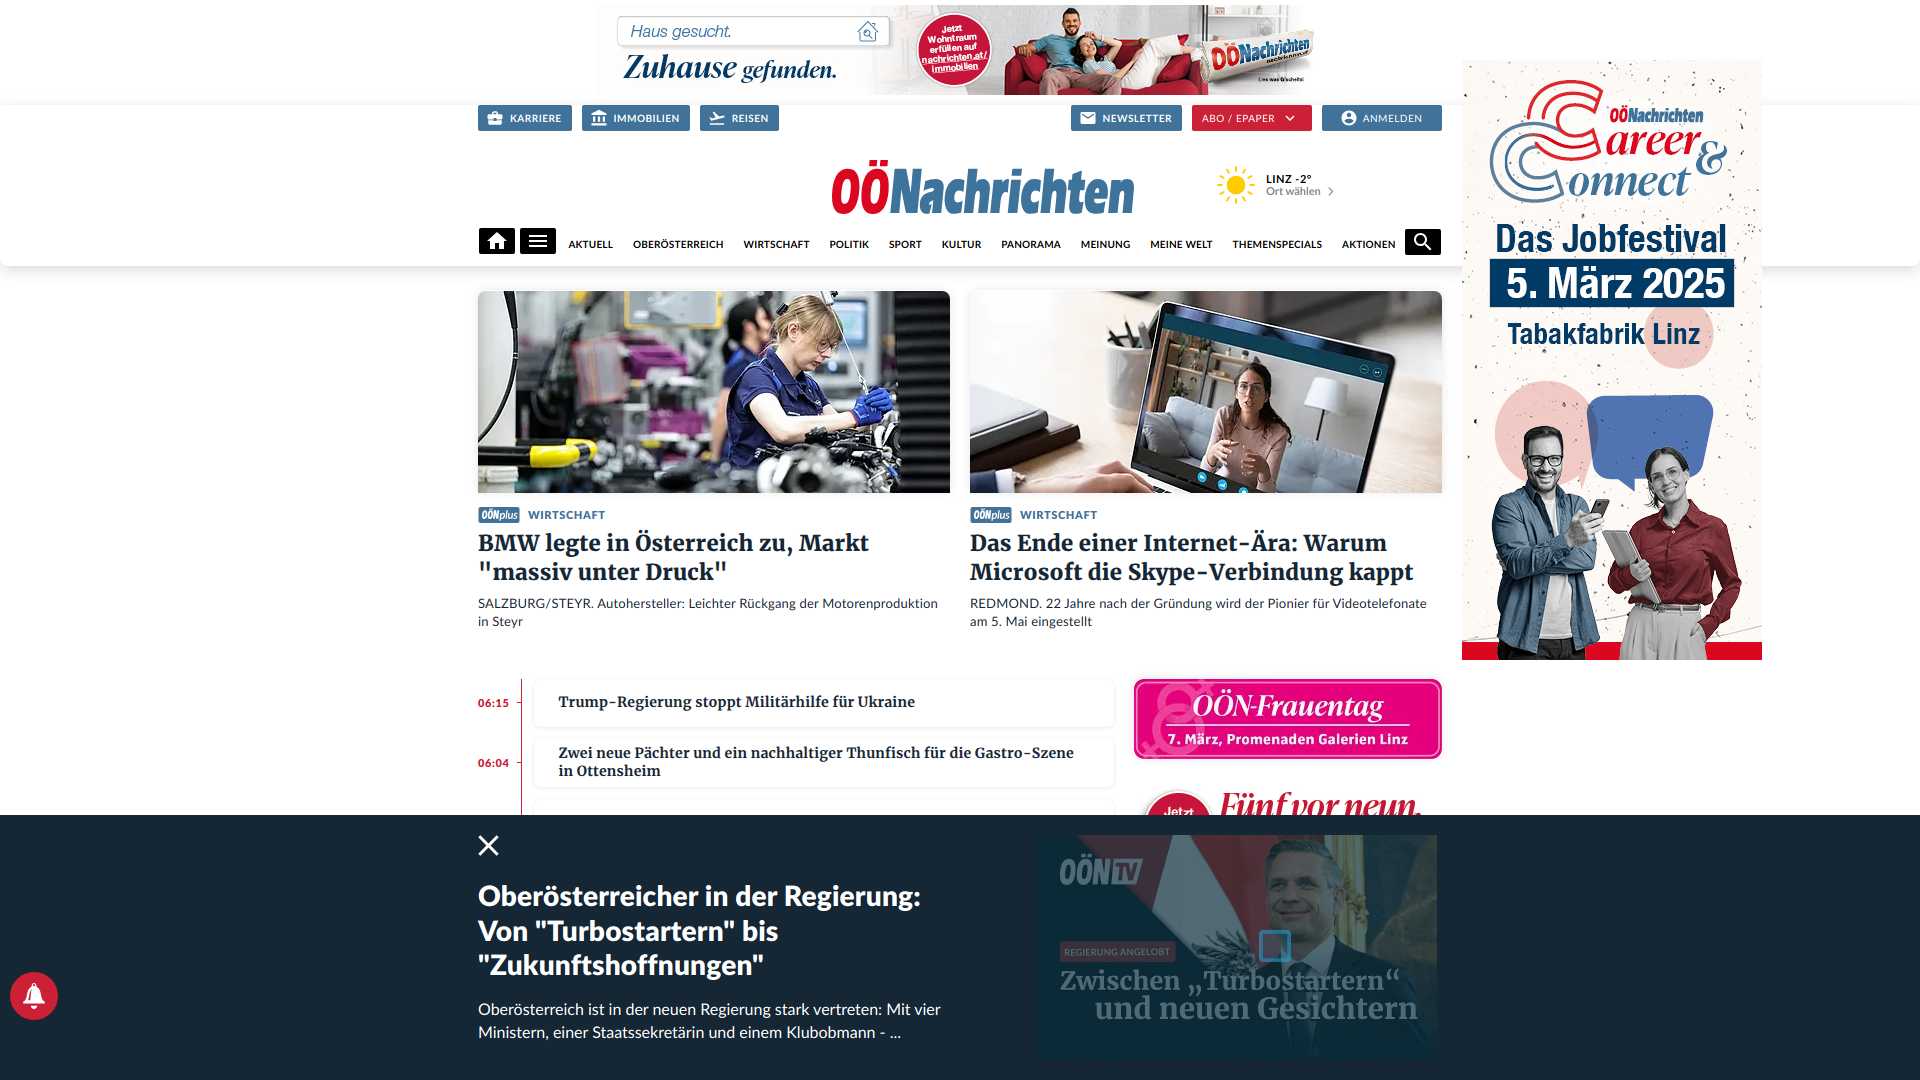 Haus gesucht.
Zuhause gefunden.
Jetzt
Wohntraum
erfüllen auf
nachrichten.at/
immobilien
OÖNachrichten
Lies was G'scheits!
KARRIERE
IMMOBILIEN
REISEN
NEWSLETTER
ABO / EPAPER
ANMELDEN
OÖNachrichten
LINZ -2°
Ort wählen
AKTUELL
OBERÖSTERREICH
WIRTSCHAFT
POLITIK
SPORT
KULTUR
PANORAMA
MEINUNG
MEINE WELT
THEMENSPECIALS
AKTIONEN
OÖNachrichten
Career &
Connect
Das Jobfestival
5. März 2025
Tabakfabrik Linz
OÖNplus WIRTSCHAFT
BMW legte in Österreich zu, Markt
"massiv unter Druck"
SALZBURG/STEYR. Autohersteller: Leichter Rückgang der Motorenproduktion
in Steyr
OÖNplus WIRTSCHAFT
Das Ende einer Internet-Ära: Warum
Microsoft die Skype-Verbindung kappt
REDMOND. 22 Jahre nach der Gründung wird der Pionier für Videotelefonate
am 5. Mai eingestellt
06:15
Trump-Regierung stoppt Militärhilfe für Ukraine
06:04
Zwei neue Pächter und ein nachhaltiger Thunfisch für die Gastro-Szene
in Ottensheim
OÖN-Frauentag
7. März, Promenaden Galerien Linz
Jetzt
Fünf vor neun.
Oberösterreicher in der Regierung:
Von "Turbostartern" bis
"Zukunftshoffnungen"
Oberösterreich ist in der neuen Regierung stark vertreten: Mit vier
Ministern, einer Staatssekretärin und einem Klubobmann - ...
OÖN TV
REGIERUNG ANGELOBT
Zwischen „Turbostartern“
und neuen Gesichtern